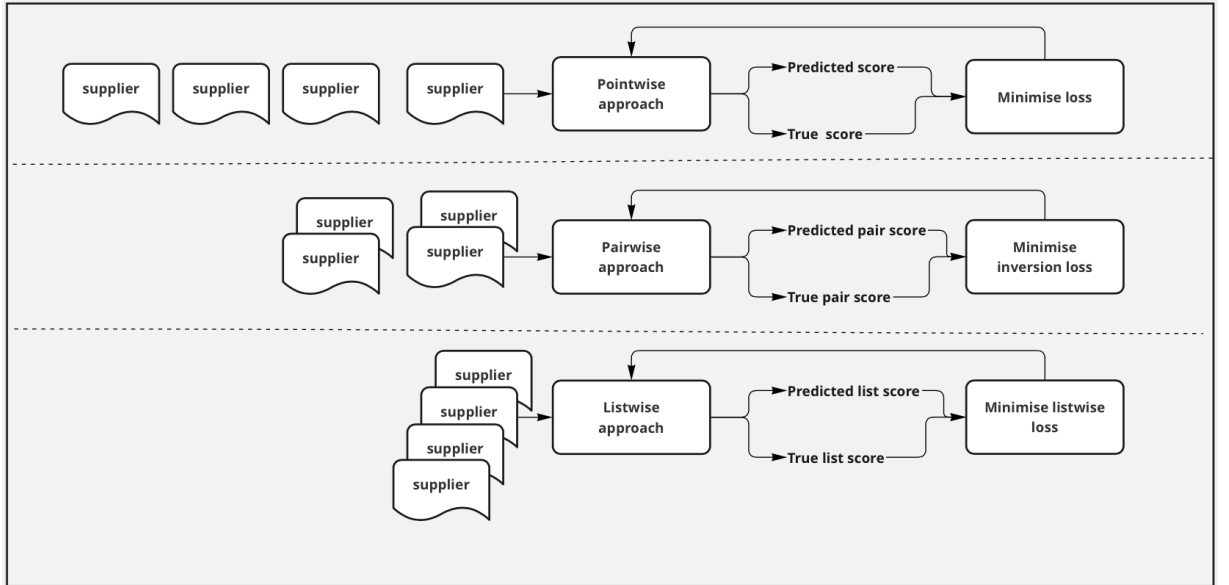 supplier
supplier
supplier
supplier
Pointwise
approach
Predicted score
True score
Minimise loss
supplier
supplier
supplier
supplier
Pairwise
approach
Predicted pair score
True pair score
Minimise
inversion loss
supplier
supplier
supplier
supplier
Listwise
approach
Predicted list score
True list score
Minimise listwise
loss